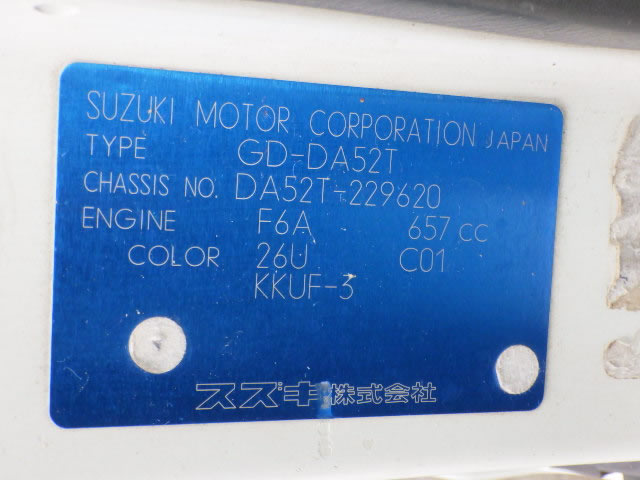 SUZUKI MOTOR CORPORATION JAPAN
TYPE GD-DA52T
CHASSIS NO. DA52T-229620
ENGINE F6A 657 cc
COLOR 26U C01
KKUF-3
スズキ株式会社